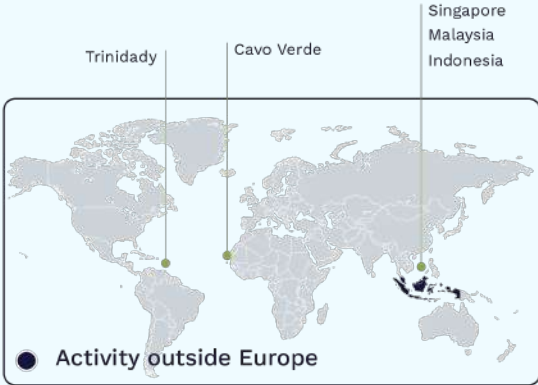 Singapore
Malaysia
Indonesia
Cavo Verde
Trinidady
Activity outside Europe